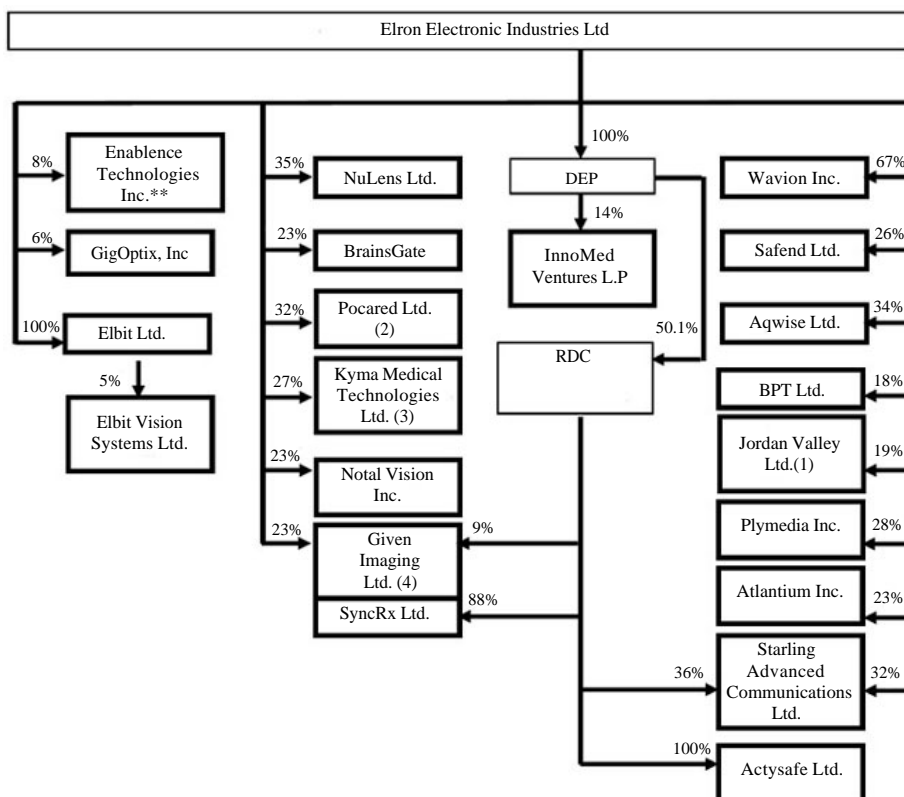 Elron Electronic Industries Ltd
8%
Enablence
Technologies
Inc.**
6%
GigOptix, Inc
100%
Elbit Ltd.
5%
Elbit Vision
Systems Ltd.
35%
NuLens Ltd.
23%
BrainsGate
32%
Pocared Ltd.
(2)
27%
Kyma Medical
Technologies
Ltd. (3)
23%
Notal Vision
Inc.
23%
Given
Imaging
Ltd. (4)
9%
SyncRx Ltd.
88%
100%
DEP
14%
InnoMed
Ventures L.P
50.1%
RDC
67%
Wavion Inc.
26%
Safend Ltd.
34%
Aqwise Ltd.
18%
BPT Ltd.
19%
Jordan Valley
Ltd.(1)
28%
Plymedia Inc.
23%
Atlantium Inc.
36%
Starling
Advanced
Communications
Ltd.
32%
100%
Actysafe Ltd.